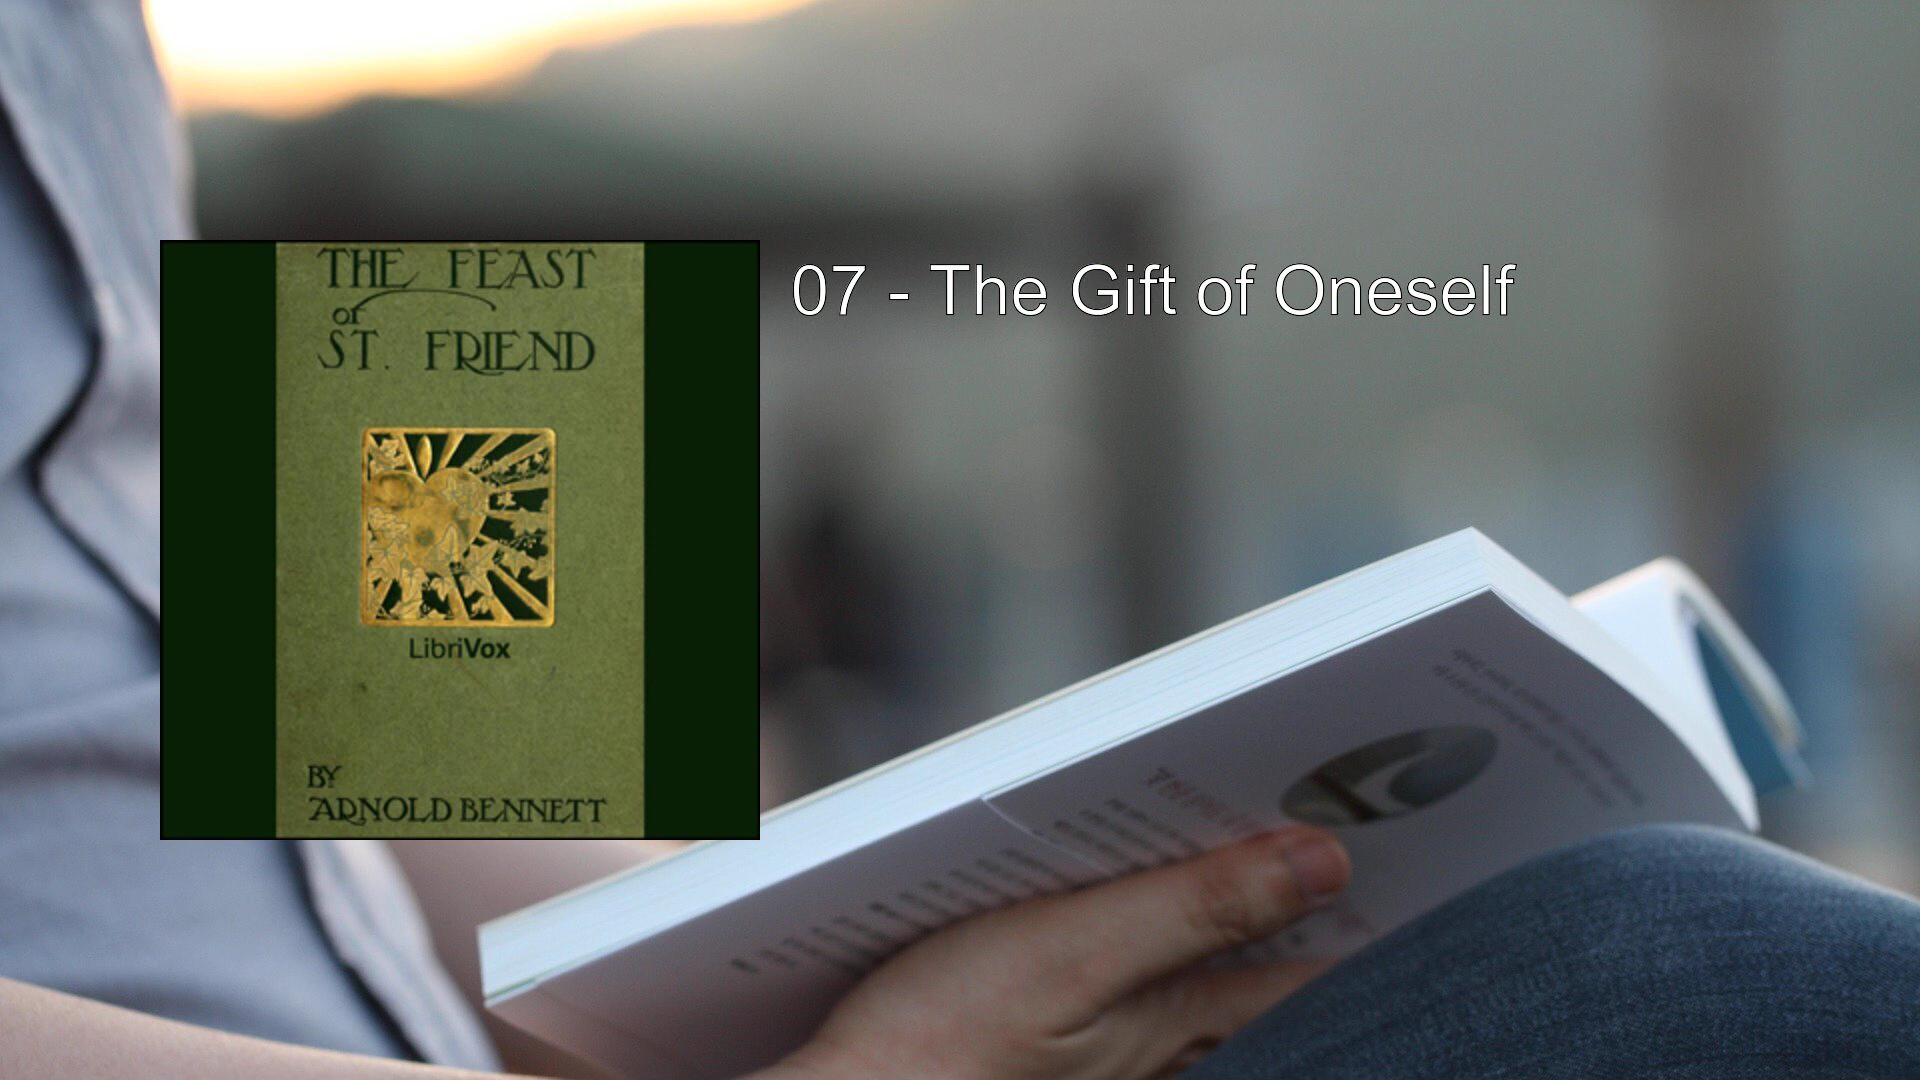 THE FEAST
OF
ST. FRIEND
LibriVox
BY
ARNOLD BENNETT
07 - The Gift of Oneself